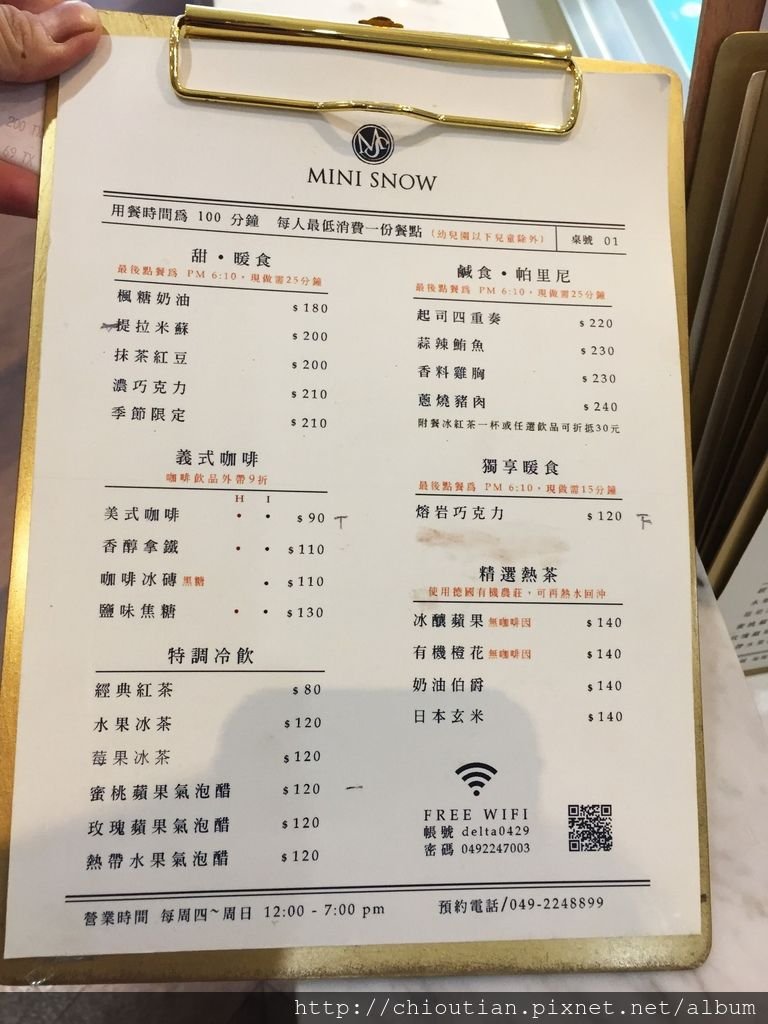 MINI SNOW
用餐時間為 100 分鐘 每人最低消費一份餐點 (幼兒園以下兒童除外) 桌號 01
甜・暖食
最後點餐為 PM 6:10，現做需25分鐘
楓糖奶油 $180
提拉米蘇 $200
抹茶紅豆 $200
濃巧克力 $210
季節限定 $210
義式咖啡
咖啡飲品外帶9折
H I
美式咖啡 • • $90 T
香醇拿鐵 • • $110
咖啡冰磚 黑糖 • $110
鹽味焦糖 • • $130
特調冷飲
經典紅茶 $80
水果冰茶 $120
莓果冰茶 $120
蜜桃蘋果氣泡醋 $120 一
玫瑰蘋果氣泡醋 $120
熱帶水果氣泡醋 $120
鹹食・帕里尼
最後點餐為 PM 6:10，現做需25分鐘
起司四重奏 $220
蒜辣鮪魚 $230
香料雞胸 $230
蔥燒豬肉 $240
附餐冰紅茶一杯或任選飲品可折抵30元
獨享暖食
最後點餐為 PM 6:10，現做需15分鐘
熔岩巧克力 $120 下
精選熱茶
使用德國有機農莊，可再熱水回沖
冰釀蘋果 無咖啡因 $140
有機橙花 無咖啡因 $140
奶油伯爵 $140
日本玄米 $140
FREE WIFI
帳號 delta0429
密碼 0492247003
營業時間 每周四~周日 12:00 - 7:00 pm 預約電話/049-2248899
http://chioutian.pixnet.net/album